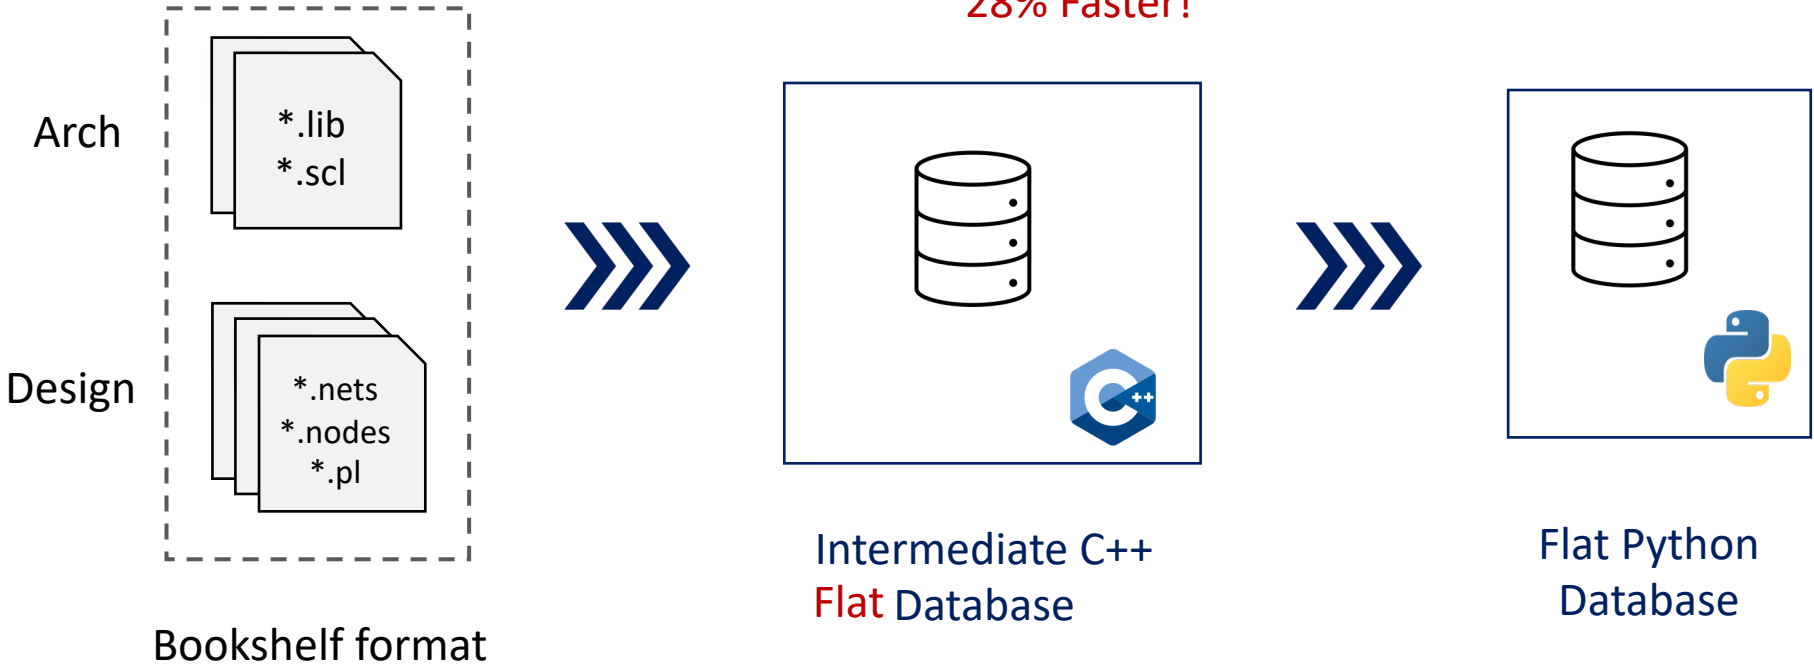 28% Faster!
Arch
*.lib
*.scl
Design
*.nets
*.nodes
*.pl
Bookshelf format
C++
Intermediate C++
Flat Database
Flat Python
Database